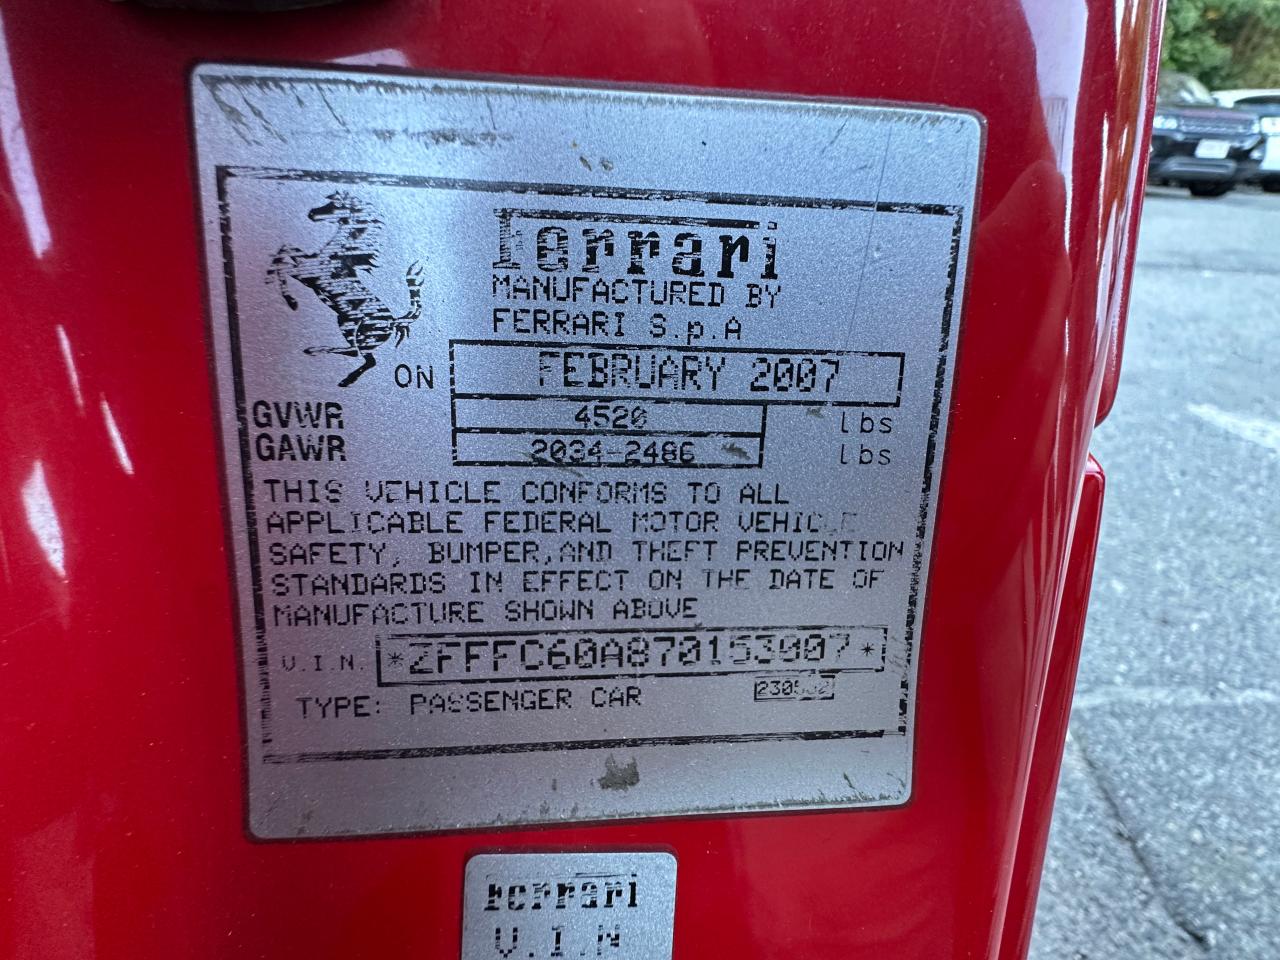 Ferrari
MANUFACTURED BY
FERRARI S.p.A
ON FEBRUARY 2007
GVWR 4520 lbs
GAWR 2034-2486 lbs
THIS VEHICLE CONFORMS TO ALL
APPLICABLE FEDERAL MOTOR VEHICLE
SAFETY, BUMPER,AND THEFT PREVENTION
STANDARDS IN EFFECT ON THE DATE OF
MANUFACTURE SHOWN ABOVE
V.I.N. *ZFFFC60A870153007*
TYPE: PASSENGER CAR
Ferrari
V.I.N